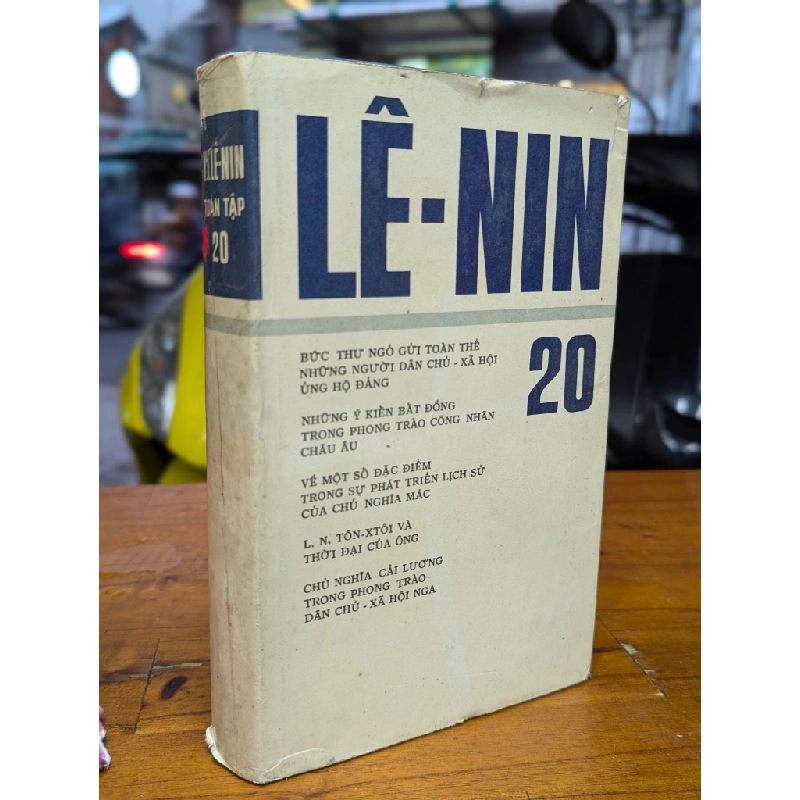 LÊ-NIN
TOÀN TẬP
20
LÊ-NIN
20
BỨC THƯ NGỎ GỬI TOÀN THỂ
NHỮNG NGƯỜI DÂN CHỦ - XÃ HỘI
ỦNG HỘ ĐẢNG
NHỮNG Ý KIẾN BẤT ĐỒNG
TRONG PHONG TRÀO CÔNG NHÂN
CHÂU ÂU
VỀ MỘT SỐ ĐẶC ĐIỂM
TRONG SỰ PHÁT TRIỂN LỊCH SỬ
CỦA CHỦ NGHĨA MÁC
L. N. TÔN-XTÔI VÀ
THỜI ĐẠI CỦA ÔNG
CHỦ NGHĨA CẢI LƯƠNG
TRONG PHONG TRÀO
DÂN CHỦ - XÃ HỘI NGA